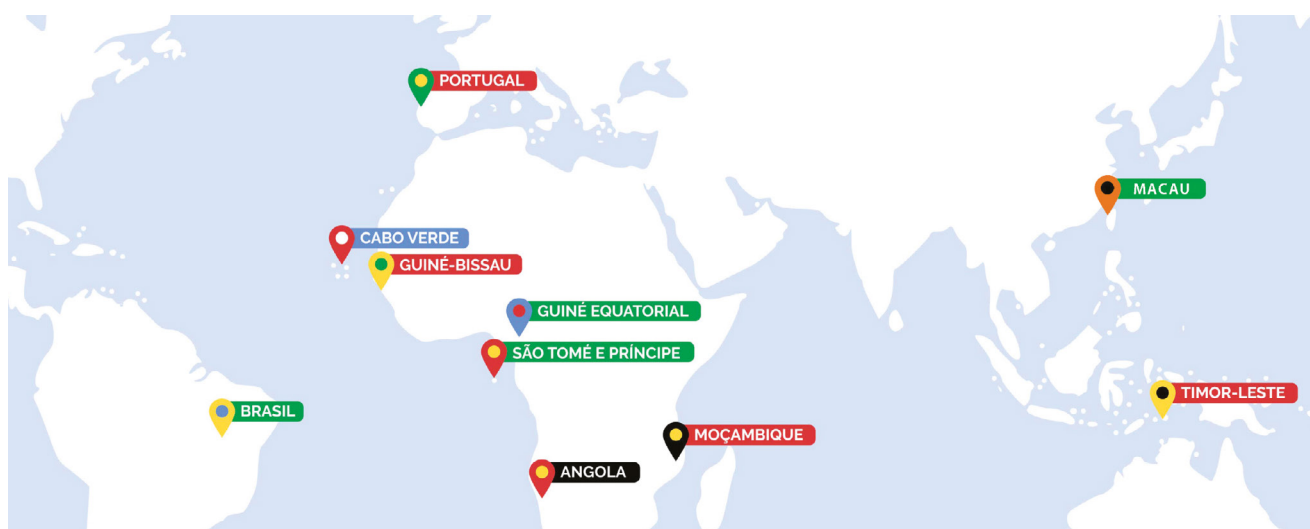 PORTUGAL
MACAU
CABO VERDE
GUINÉ-BISSAU
GUINÉ EQUATORIAL
SÃO TOMÉ E PRÍNCIPE
TIMOR-LESTE
BRASIL
MOÇAMBIQUE
ANGOLA